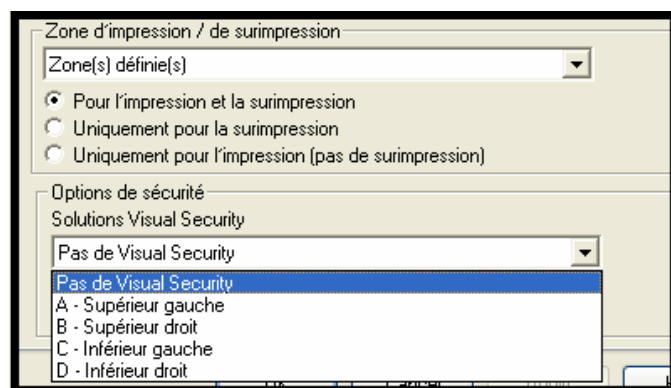 Zone d'impression / de surimpression
Zone(s) définie(s)
Pour l'impression et la surimpression
Uniquement pour la surimpression
Uniquement pour l'impression (pas de surimpression)
Options de sécurité
Solutions Visual Security
Pas de Visual Security
Pas de Visual Security
A - Supérieur gauche
B - Supérieur droit
C - Inférieur gauche
D - Inférieur droit